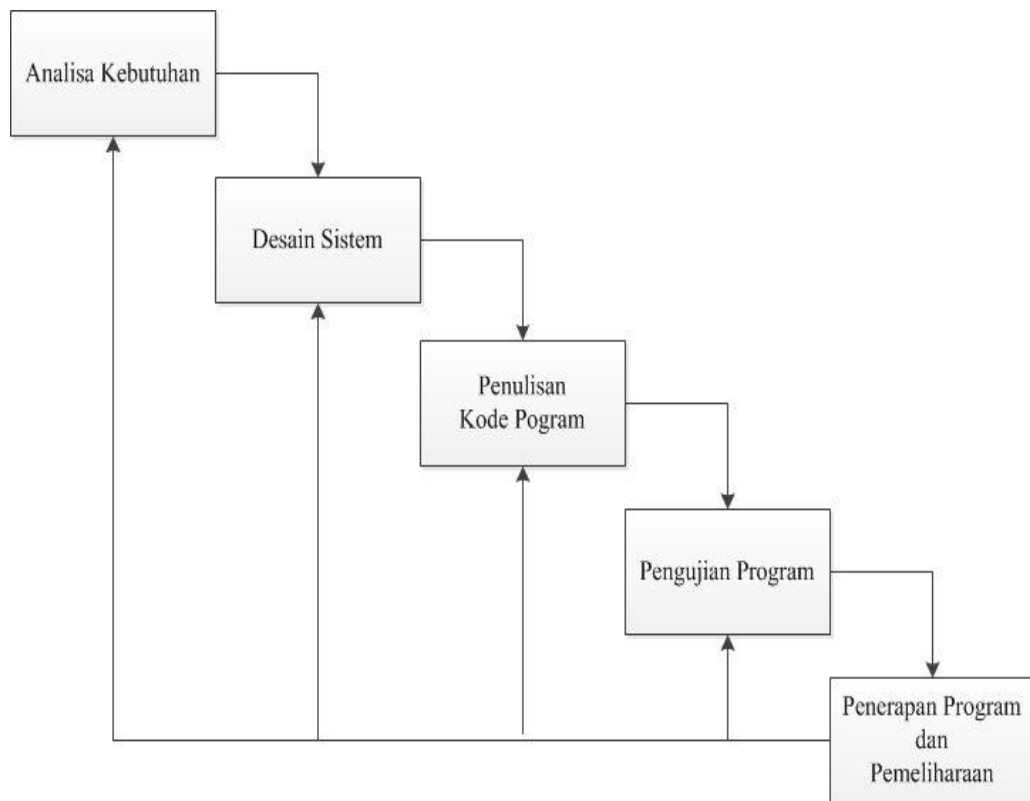 Analisa Kebutuhan
Desain Sistem
Penulisan
Kode Pogram
Pengujian Program
Penerapan Program
dan
Pemeliharaan